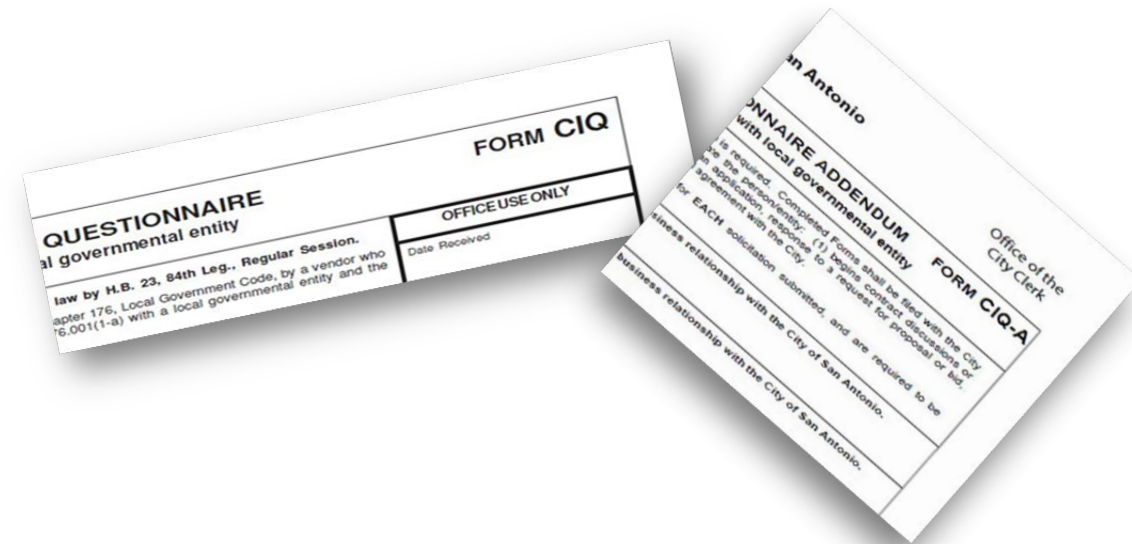 FORM CIQ
QUESTIONNAIRE
governmental entity
OFFICE USE ONLY
Date Received
law by H.B. 23, 84th Leg., Regular Session.
apter 176, Local Government Code, by a vendor who
6.001(1-a) with a local governmental entity and the
an Antonio
Office of the
City Clerk
ONNAIRE ADDENDUM
FORM CIQ-A
with local governmental entity
is required. Completed Forms shall be filed with the City
the person/entity: (1) begins contract discussions or
an application, response to a request for proposal or bid,
agreement with the City.
for EACH solicitation submitted, and are required to be
siness relationship with the City of San Antonio.
business relationship with the City of San Antonio.